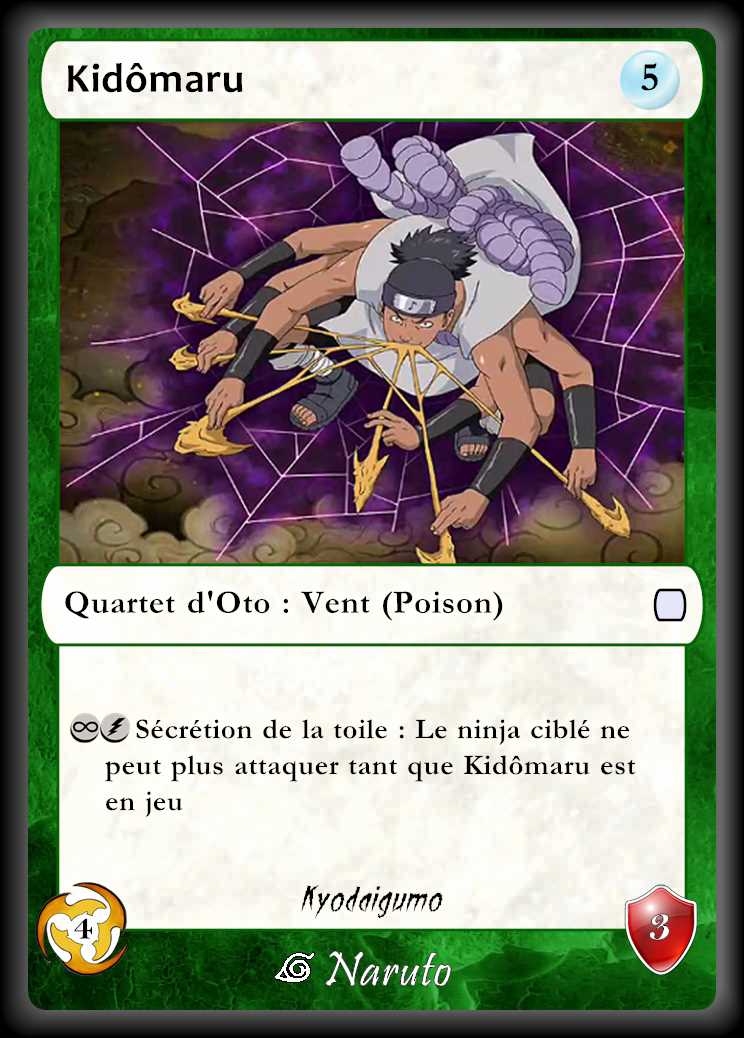 Kidômaru
5
Quartet d'Oto : Vent (Poison)
∞ Sécrétion de la toile : Le ninja ciblé ne
peut plus attaquer tant que Kidômaru est
en jeu
Kyodaigumo
4
3
Naruto